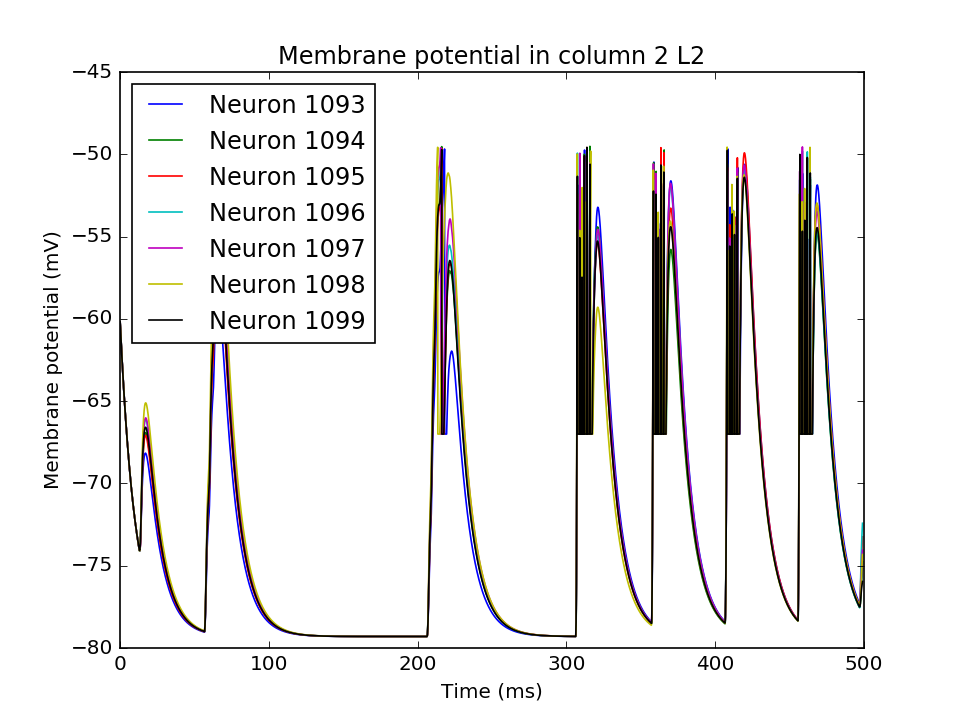 Membrane potential in column 2 L2
−45
−50
−55
−60
−65
−70
−75
−80
Membrane potential (mV)
Neuron 1093
Neuron 1094
Neuron 1095
Neuron 1096
Neuron 1097
Neuron 1098
Neuron 1099
0 100 200 300 400 500
Time (ms)